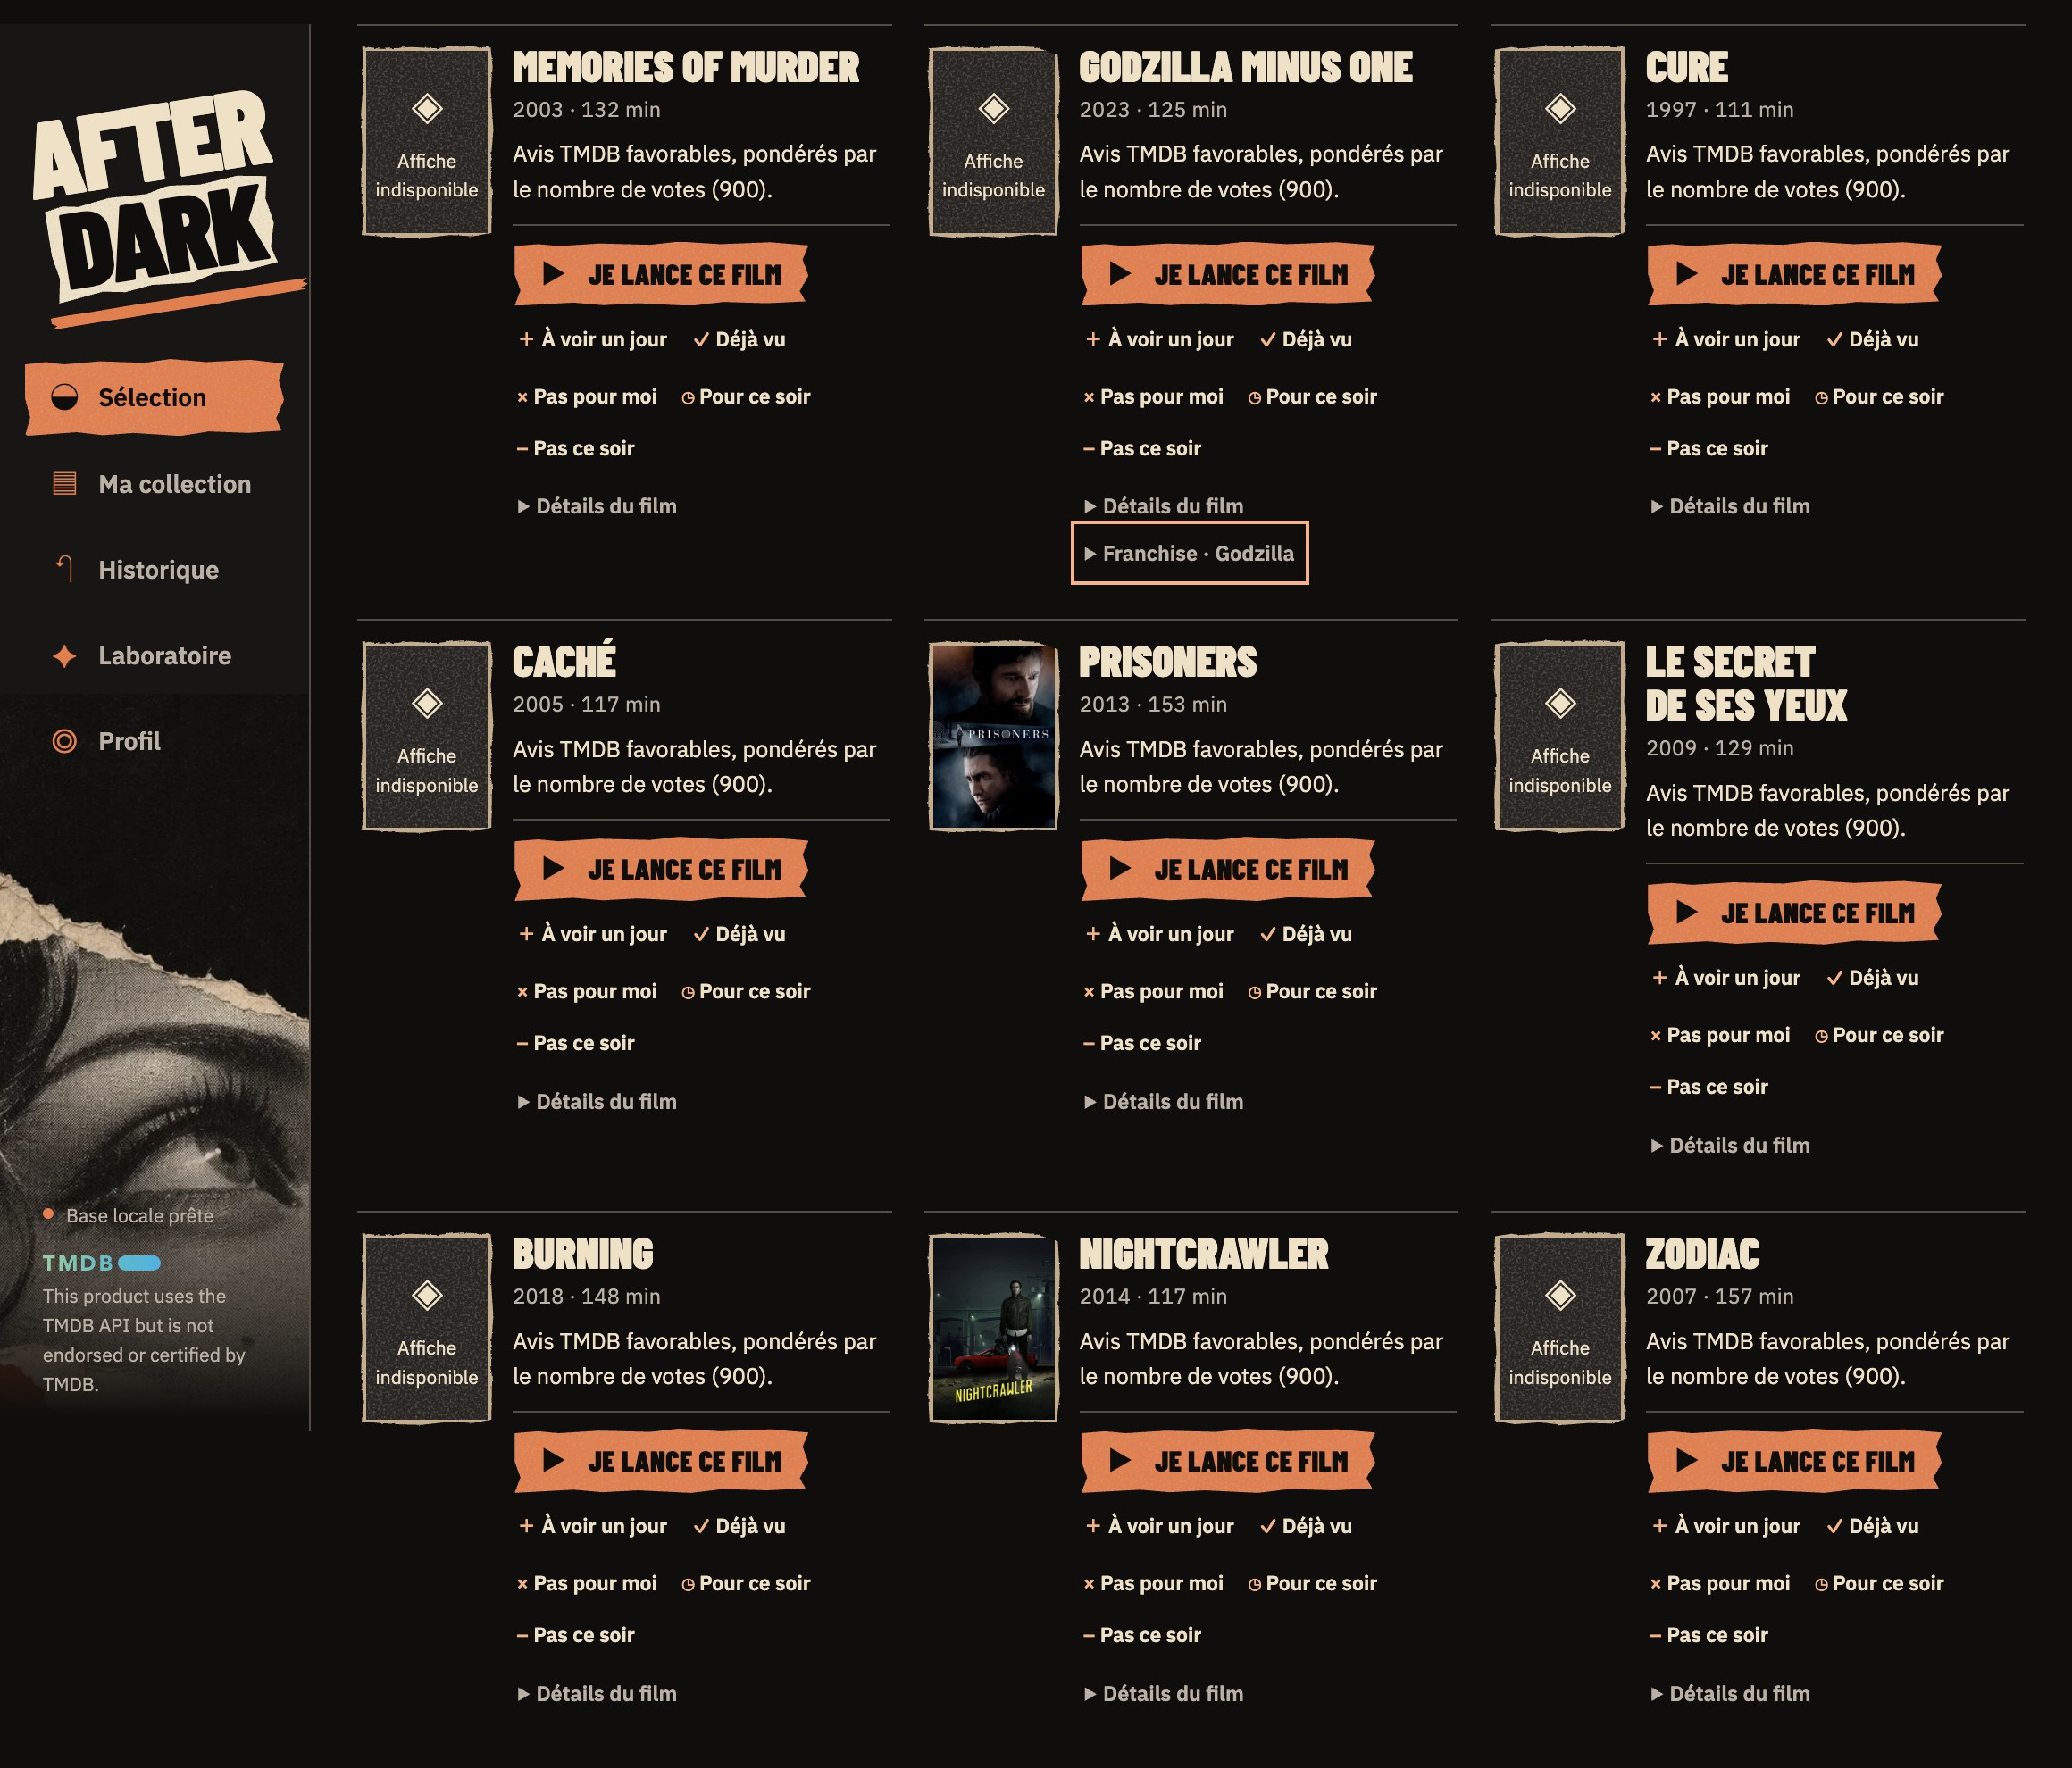 AFTER
DARK
Sélection
Ma collection
Historique
Laboratoire
Profil
Base locale prête
TMDB
This product uses the
TMDB API but is not
endorsed or certified by
TMDB.
Affiche
indisponible
MEMORIES OF MURDER
2003 · 132 min
Avis TMDB favorables, pondérés par
le nombre de votes (900).
JE LANCE CE FILM
+ À voir un jour ✓ Déjà vu
× Pas pour moi ◷ Pour ce soir
– Pas ce soir
▶ Détails du film
Affiche
indisponible
GODZILLA MINUS ONE
2023 · 125 min
Avis TMDB favorables, pondérés par
le nombre de votes (900).
JE LANCE CE FILM
+ À voir un jour ✓ Déjà vu
× Pas pour moi ◷ Pour ce soir
– Pas ce soir
▶ Détails du film
▶ Franchise · Godzilla
Affiche
indisponible
CURE
1997 · 111 min
Avis TMDB favorables, pondérés par
le nombre de votes (900).
JE LANCE CE FILM
+ À voir un jour ✓ Déjà vu
× Pas pour moi ◷ Pour ce soir
– Pas ce soir
▶ Détails du film
Affiche
indisponible
CACHÉ
2005 · 117 min
Avis TMDB favorables, pondérés par
le nombre de votes (900).
JE LANCE CE FILM
+ À voir un jour ✓ Déjà vu
× Pas pour moi ◷ Pour ce soir
– Pas ce soir
▶ Détails du film
PRISONERS
PRISONERS
2013 · 153 min
Avis TMDB favorables, pondérés par
le nombre de votes (900).
JE LANCE CE FILM
+ À voir un jour ✓ Déjà vu
× Pas pour moi ◷ Pour ce soir
– Pas ce soir
▶ Détails du film
Affiche
indisponible
LE SECRET
DE SES YEUX
2009 · 129 min
Avis TMDB favorables, pondérés par
le nombre de votes (900).
JE LANCE CE FILM
+ À voir un jour ✓ Déjà vu
× Pas pour moi ◷ Pour ce soir
– Pas ce soir
▶ Détails du film
Affiche
indisponible
BURNING
2018 · 148 min
Avis TMDB favorables, pondérés par
le nombre de votes (900).
JE LANCE CE FILM
+ À voir un jour ✓ Déjà vu
× Pas pour moi ◷ Pour ce soir
– Pas ce soir
▶ Détails du film
NIGHTCRAWLER
NIGHTCRAWLER
2014 · 117 min
Avis TMDB favorables, pondérés par
le nombre de votes (900).
JE LANCE CE FILM
+ À voir un jour ✓ Déjà vu
× Pas pour moi ◷ Pour ce soir
– Pas ce soir
▶ Détails du film
Affiche
indisponible
ZODIAC
2007 · 157 min
Avis TMDB favorables, pondérés par
le nombre de votes (900).
JE LANCE CE FILM
+ À voir un jour ✓ Déjà vu
× Pas pour moi ◷ Pour ce soir
– Pas ce soir
▶ Détails du film